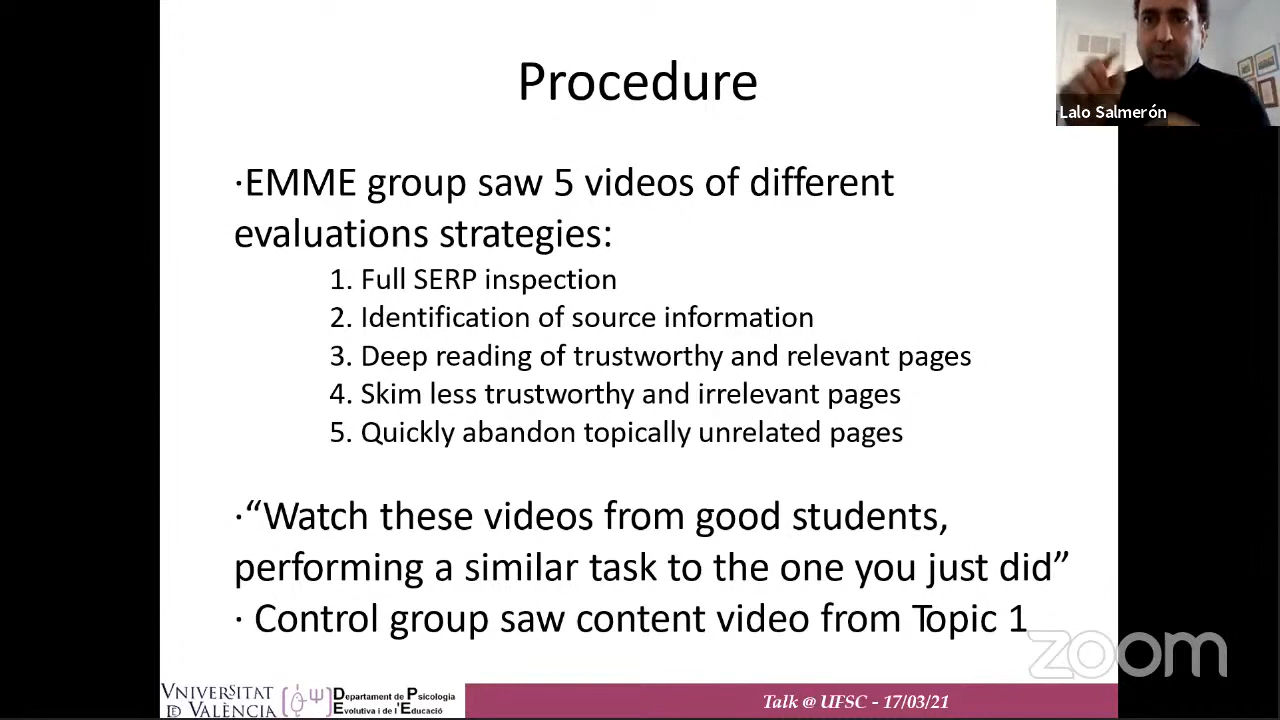 Procedure
Lalo Salmerón
·EMME group saw 5 videos of different
evaluations strategies:
1. Full SERP inspection
2. Identification of source information
3. Deep reading of trustworthy and relevant pages
4. Skim less trustworthy and irrelevant pages
5. Quickly abandon topically unrelated pages
·“Watch these videos from good students,
performing a similar task to the one you just did”
· Control group saw content video from Topic 1
zoom
VNIVERSITAT
DE VALÈNCIA
Departament de Psicologia
Evolutiva i de l'Educació
Talk @ UFSC - 17/03/21